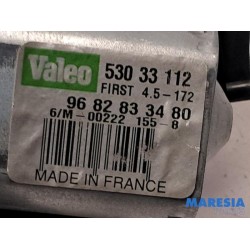 Valeo 530 33 112
FIRST 4.5-172
96 82 83 34 80
6/M-00222 155-8
MADE IN FRANCE
MARESIA